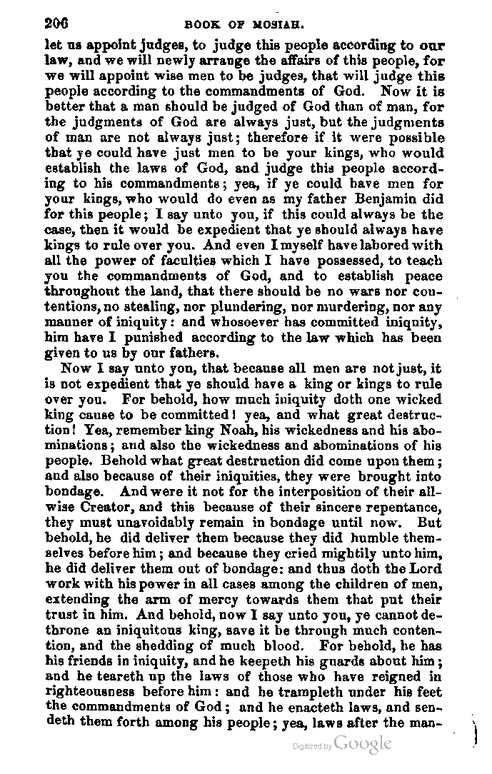 206 BOOK OF MOSIAH.
let us appoint judges, to judge this people according to our
law, and we will newly arrange the affairs of this people, for
we will appoint wise men to be judges, that will judge this
people according to the commandments of God. Now it is
better that a man should be judged of God than of man, for
the judgments of God are always just, but the judgments
of man are not always just; therefore if it were possible
that ye could have just men to be your kings, who would
establish the laws of God, and judge this people accord-
ing to his commandments; yea, if ye could have men for
your kings, who would do even as my father Benjamin did
for this people; I say unto you, if this could always be the
case, then it would be expedient that ye should always have
kings to rule over you. And even I myself have labored with
all the power of faculties which I have possessed, to teach
you the commandments of God, and to establish peace
throughout the land, that there should be no wars nor con-
tentions, no stealing, nor plundering, nor murdering, nor any
manner of iniquity: and whosoever has committed iniquity,
him have I punished according to the law which has been
given to us by our fathers.
Now I say unto you, that because all men are not just, it
is not expedient that ye should have a king or kings to rule
over you. For behold, how much iniquity doth one wicked
king cause to be committed! yea, and what great destruc-
tion! Yea, remember king Noah, his wickedness and his abo-
minations; and also the wickedness and abominations of his
people. Behold what great destruction did come upon them;
and also because of their iniquities, they were brought into
bondage. And were it not for the interposition of their all-
wise Creator, and this because of their sincere repentance,
they must unavoidably remain in bondage until now. But
behold, he did deliver them because they did humble them-
selves before him; and because they cried mightily unto him,
he did deliver them out of bondage: and thus doth the Lord
work with his power in all cases among the children of men,
extending the arm of mercy towards them that put their
trust in him. And behold, now I say unto you, ye cannot de-
throne an iniquitous king, save it be through much conten-
tion, and the shedding of much blood. For behold, he has
his friends in iniquity, and he keepeth his guards about him;
and he teareth up the laws of those who have reigned in
righteousness before him: and he trampleth under his feet
the commandments of God; and he enacteth laws, and sen-
deth them forth among his people; yea, laws after the man-
Digitized by Google